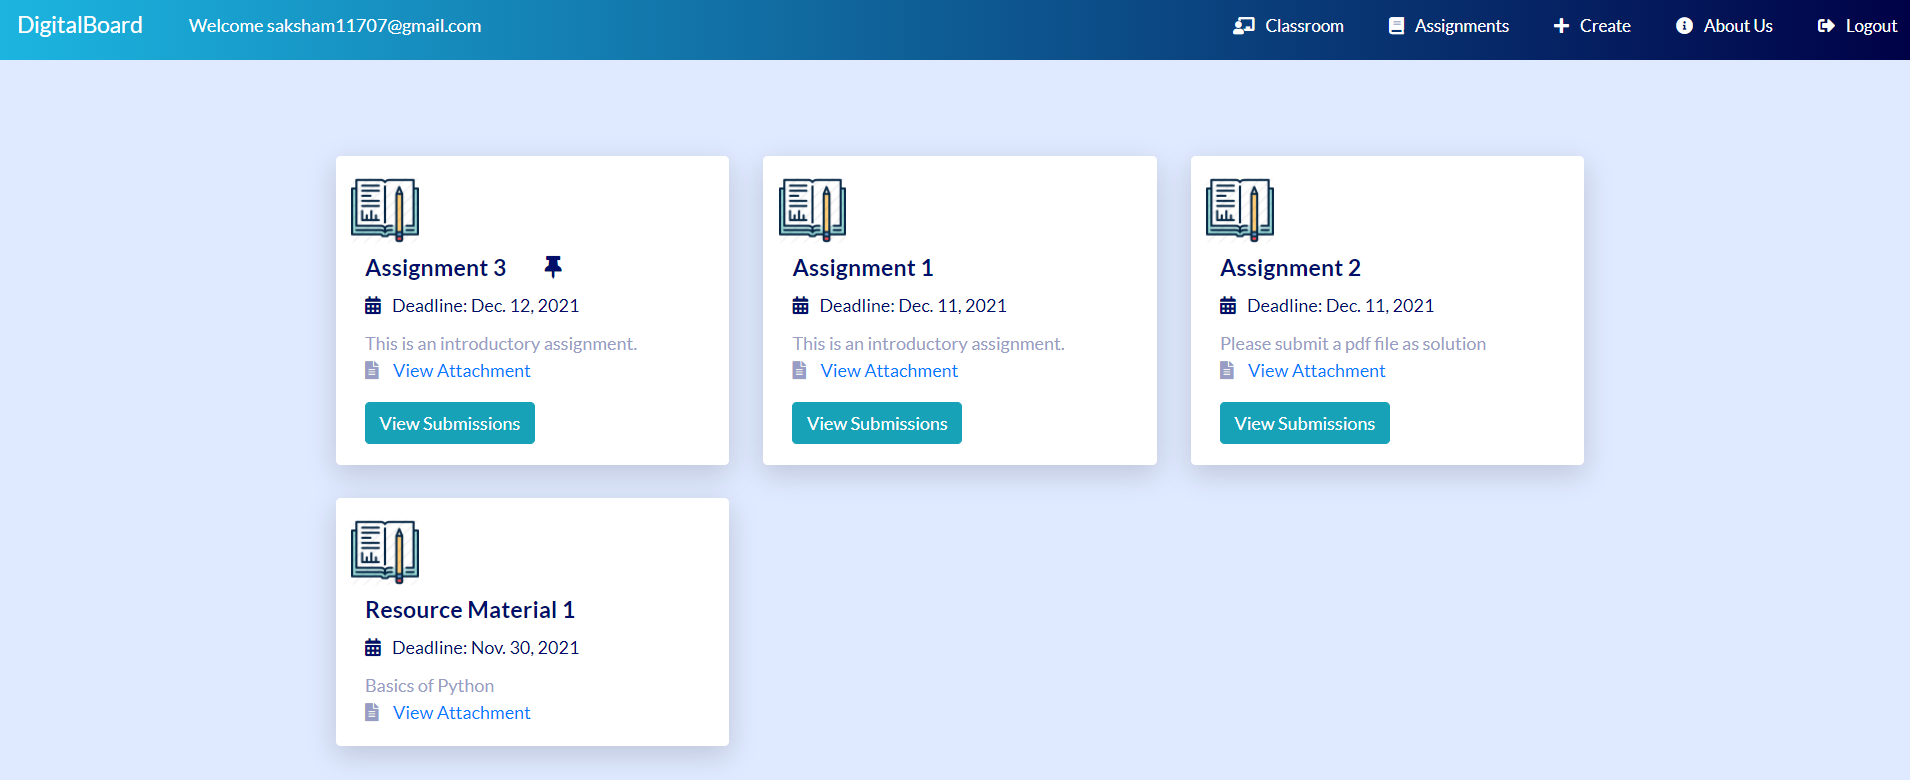 DigitalBoard Welcome saksham11707@gmail.com Classroom Assignments Create About Us Logout
Assignment 3
Deadline: Dec. 12, 2021
This is an introductory assignment.
View Attachment
View Submissions
Assignment 1
Deadline: Dec. 11, 2021
This is an introductory assignment.
View Attachment
View Submissions
Assignment 2
Deadline: Dec. 11, 2021
Please submit a pdf file as solution
View Attachment
View Submissions
Resource Material 1
Deadline: Nov. 30, 2021
Basics of Python
View Attachment